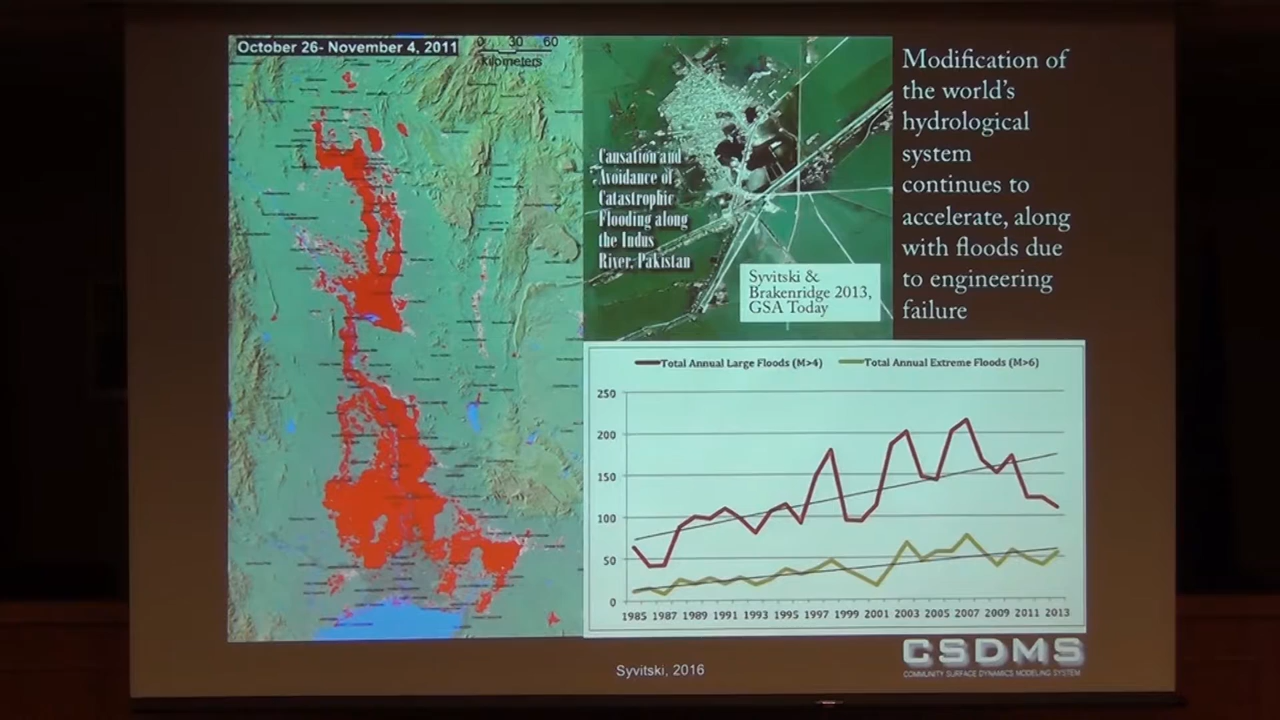 October 26- November 4, 2011
0 30 60
kilometers
Causation and
Avoidance of
Catastrophic
Flooding along
the Indus
River, Pakistan
Syvitski &
Brakenridge 2013,
GSA Today
Modification of
the world's
hydrological
system
continues to
accelerate, along
with floods due
to engineering
failure
Total Annual Large Floods (M>4) Total Annual Extreme Floods (M>6)
250
200
150
100
50
0
1985 1987 1989 1991 1993 1995 1997 1999 2001 2003 2005 2007 2009 2011 2013
Syvitski, 2016
CSDMS
COMMUNITY SURFACE DYNAMICS MODELING SYSTEM